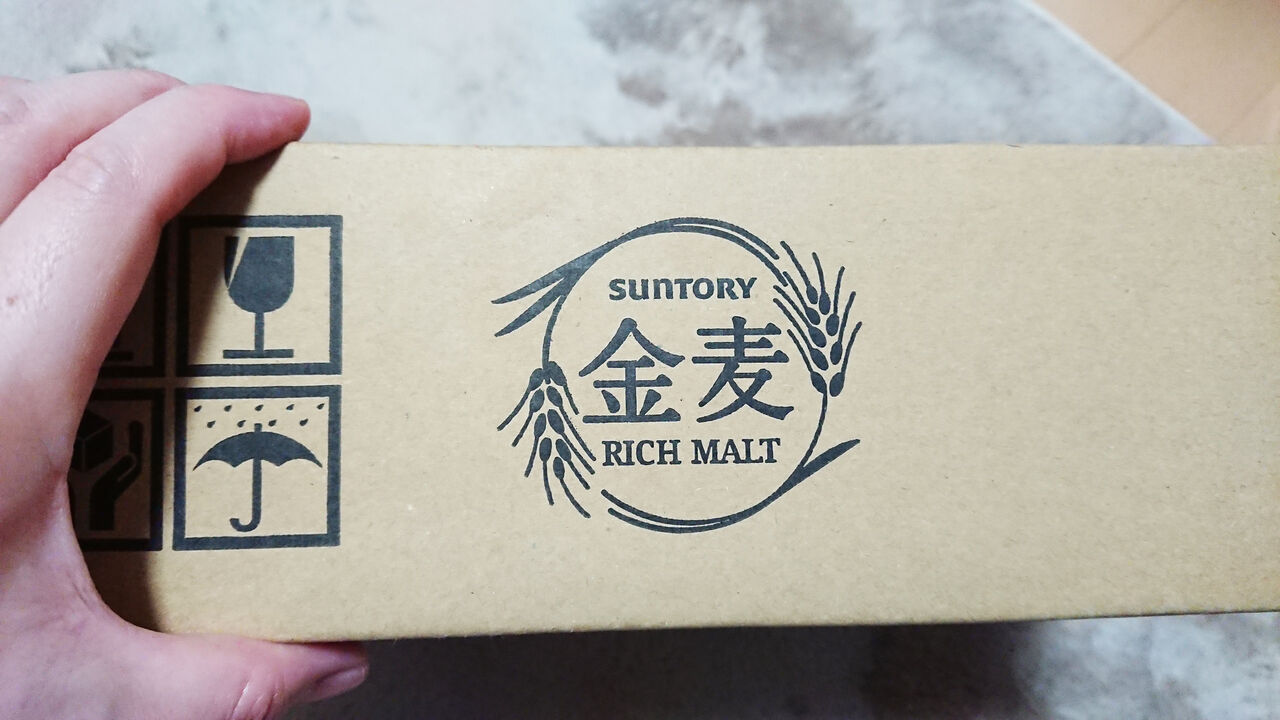 SUNTORY
金麦
RICH MALT